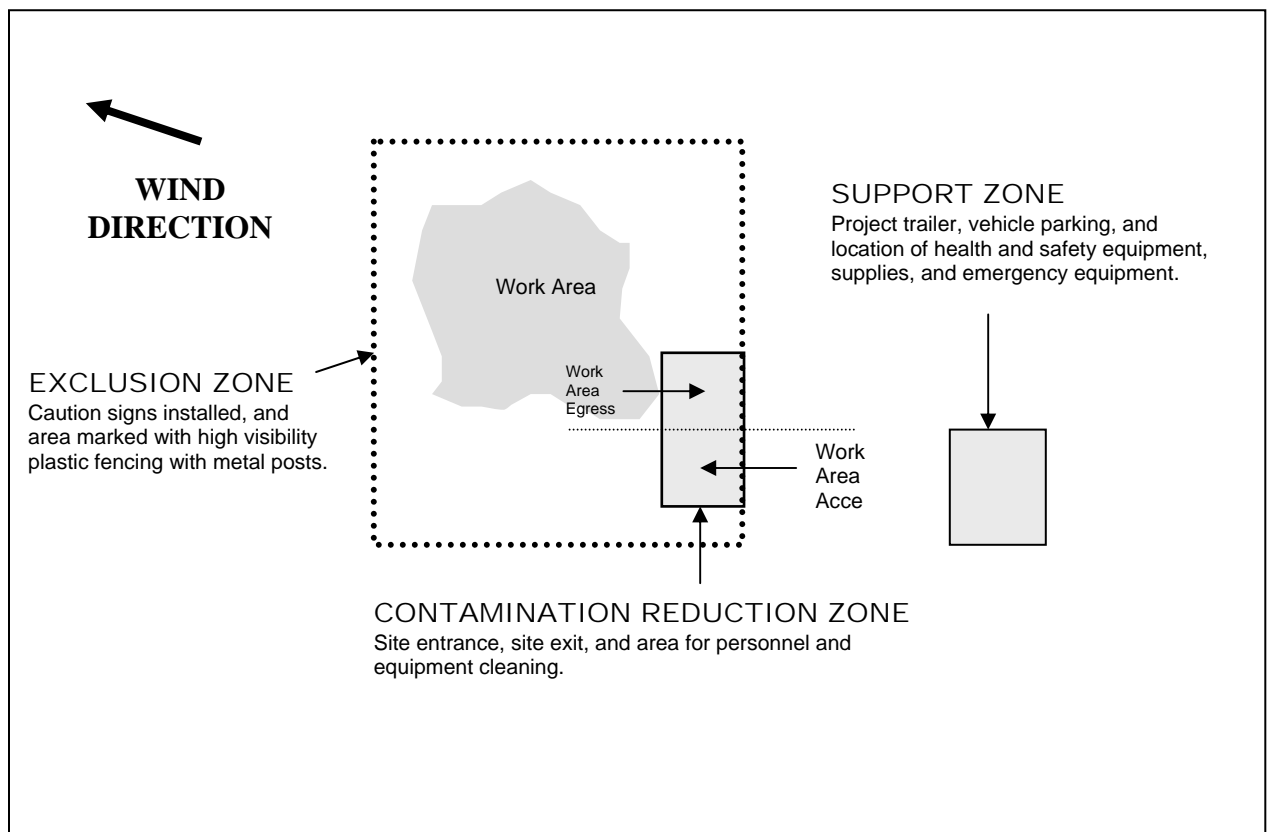 WIND
DIRECTION
SUPPORT ZONE
Project trailer, vehicle parking, and
location of health and safety equipment,
supplies, and emergency equipment.
Work Area
EXCLUSION ZONE
Caution signs installed, and
area marked with high visibility
plastic fencing with metal posts.
Work
Area
Egress
Work
Area
Acce
CONTAMINATION REDUCTION ZONE
Site entrance, site exit, and area for personnel and
equipment cleaning.